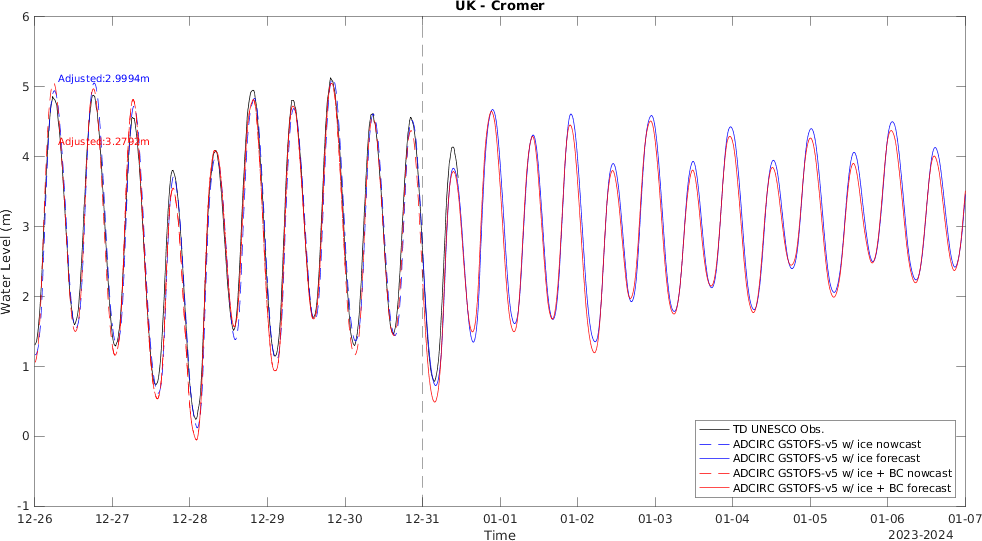 UK - Cromer
6
5
4
3
2
1
0
-1
Water Level (m)
Adjusted:2.9994m
Adjusted:3.2792m
TD UNESCO Obs.
ADCIRC GSTOFS-v5 w/ ice nowcast
ADCIRC GSTOFS-v5 w/ ice forecast
ADCIRC GSTOFS-v5 w/ ice + BC nowcast
ADCIRC GSTOFS-v5 w/ ice + BC forecast
12-26 12-27 12-28 12-29 12-30 12-31 01-01 01-02 01-03 01-04 01-05 01-06 01-07
Time
2023-2024